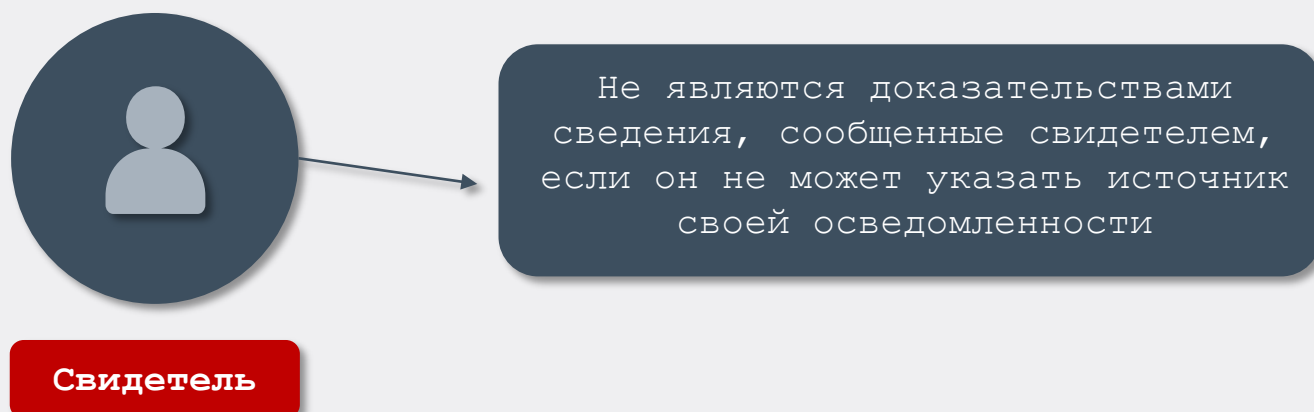 Не являются доказательствами
сведения, сообщенные свидетелем,
если он не может указать источник
своей осведомленности
Свидетель